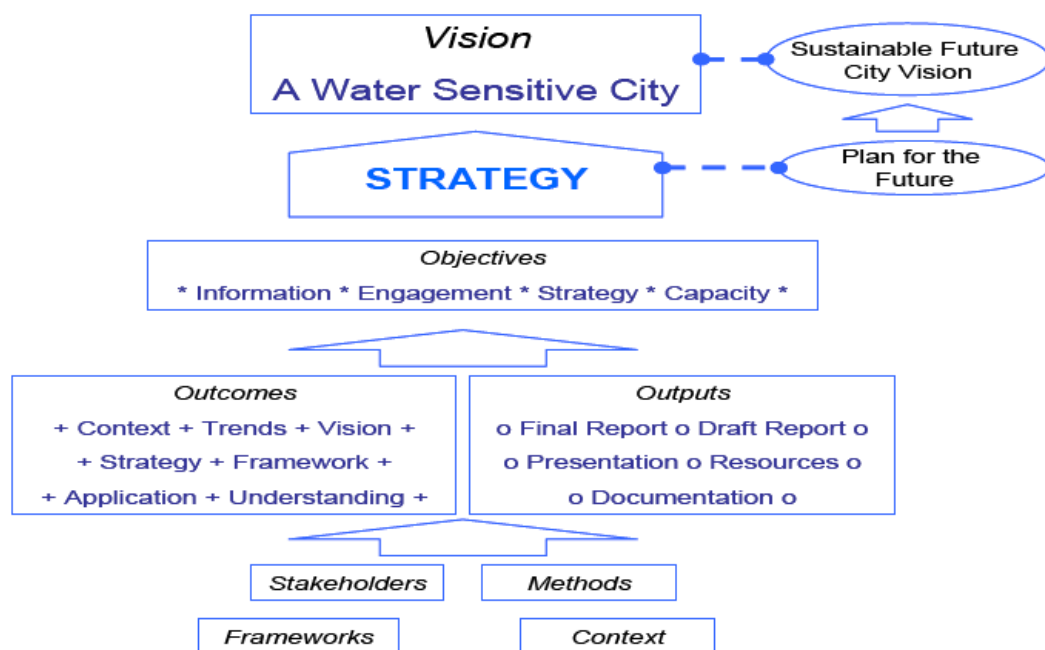 Vision
A Water Sensitive City
Sustainable Future
City Vision
STRATEGY
Plan for the
Future
Objectives
* Information * Engagement * Strategy * Capacity *
Outcomes
+ Context + Trends + Vision +
+ Strategy + Framework +
+ Application + Understanding +
Outputs
o Final Report o Draft Report o
o Presentation o Resources o
o Documentation o
Stakeholders
Methods
Frameworks
Context